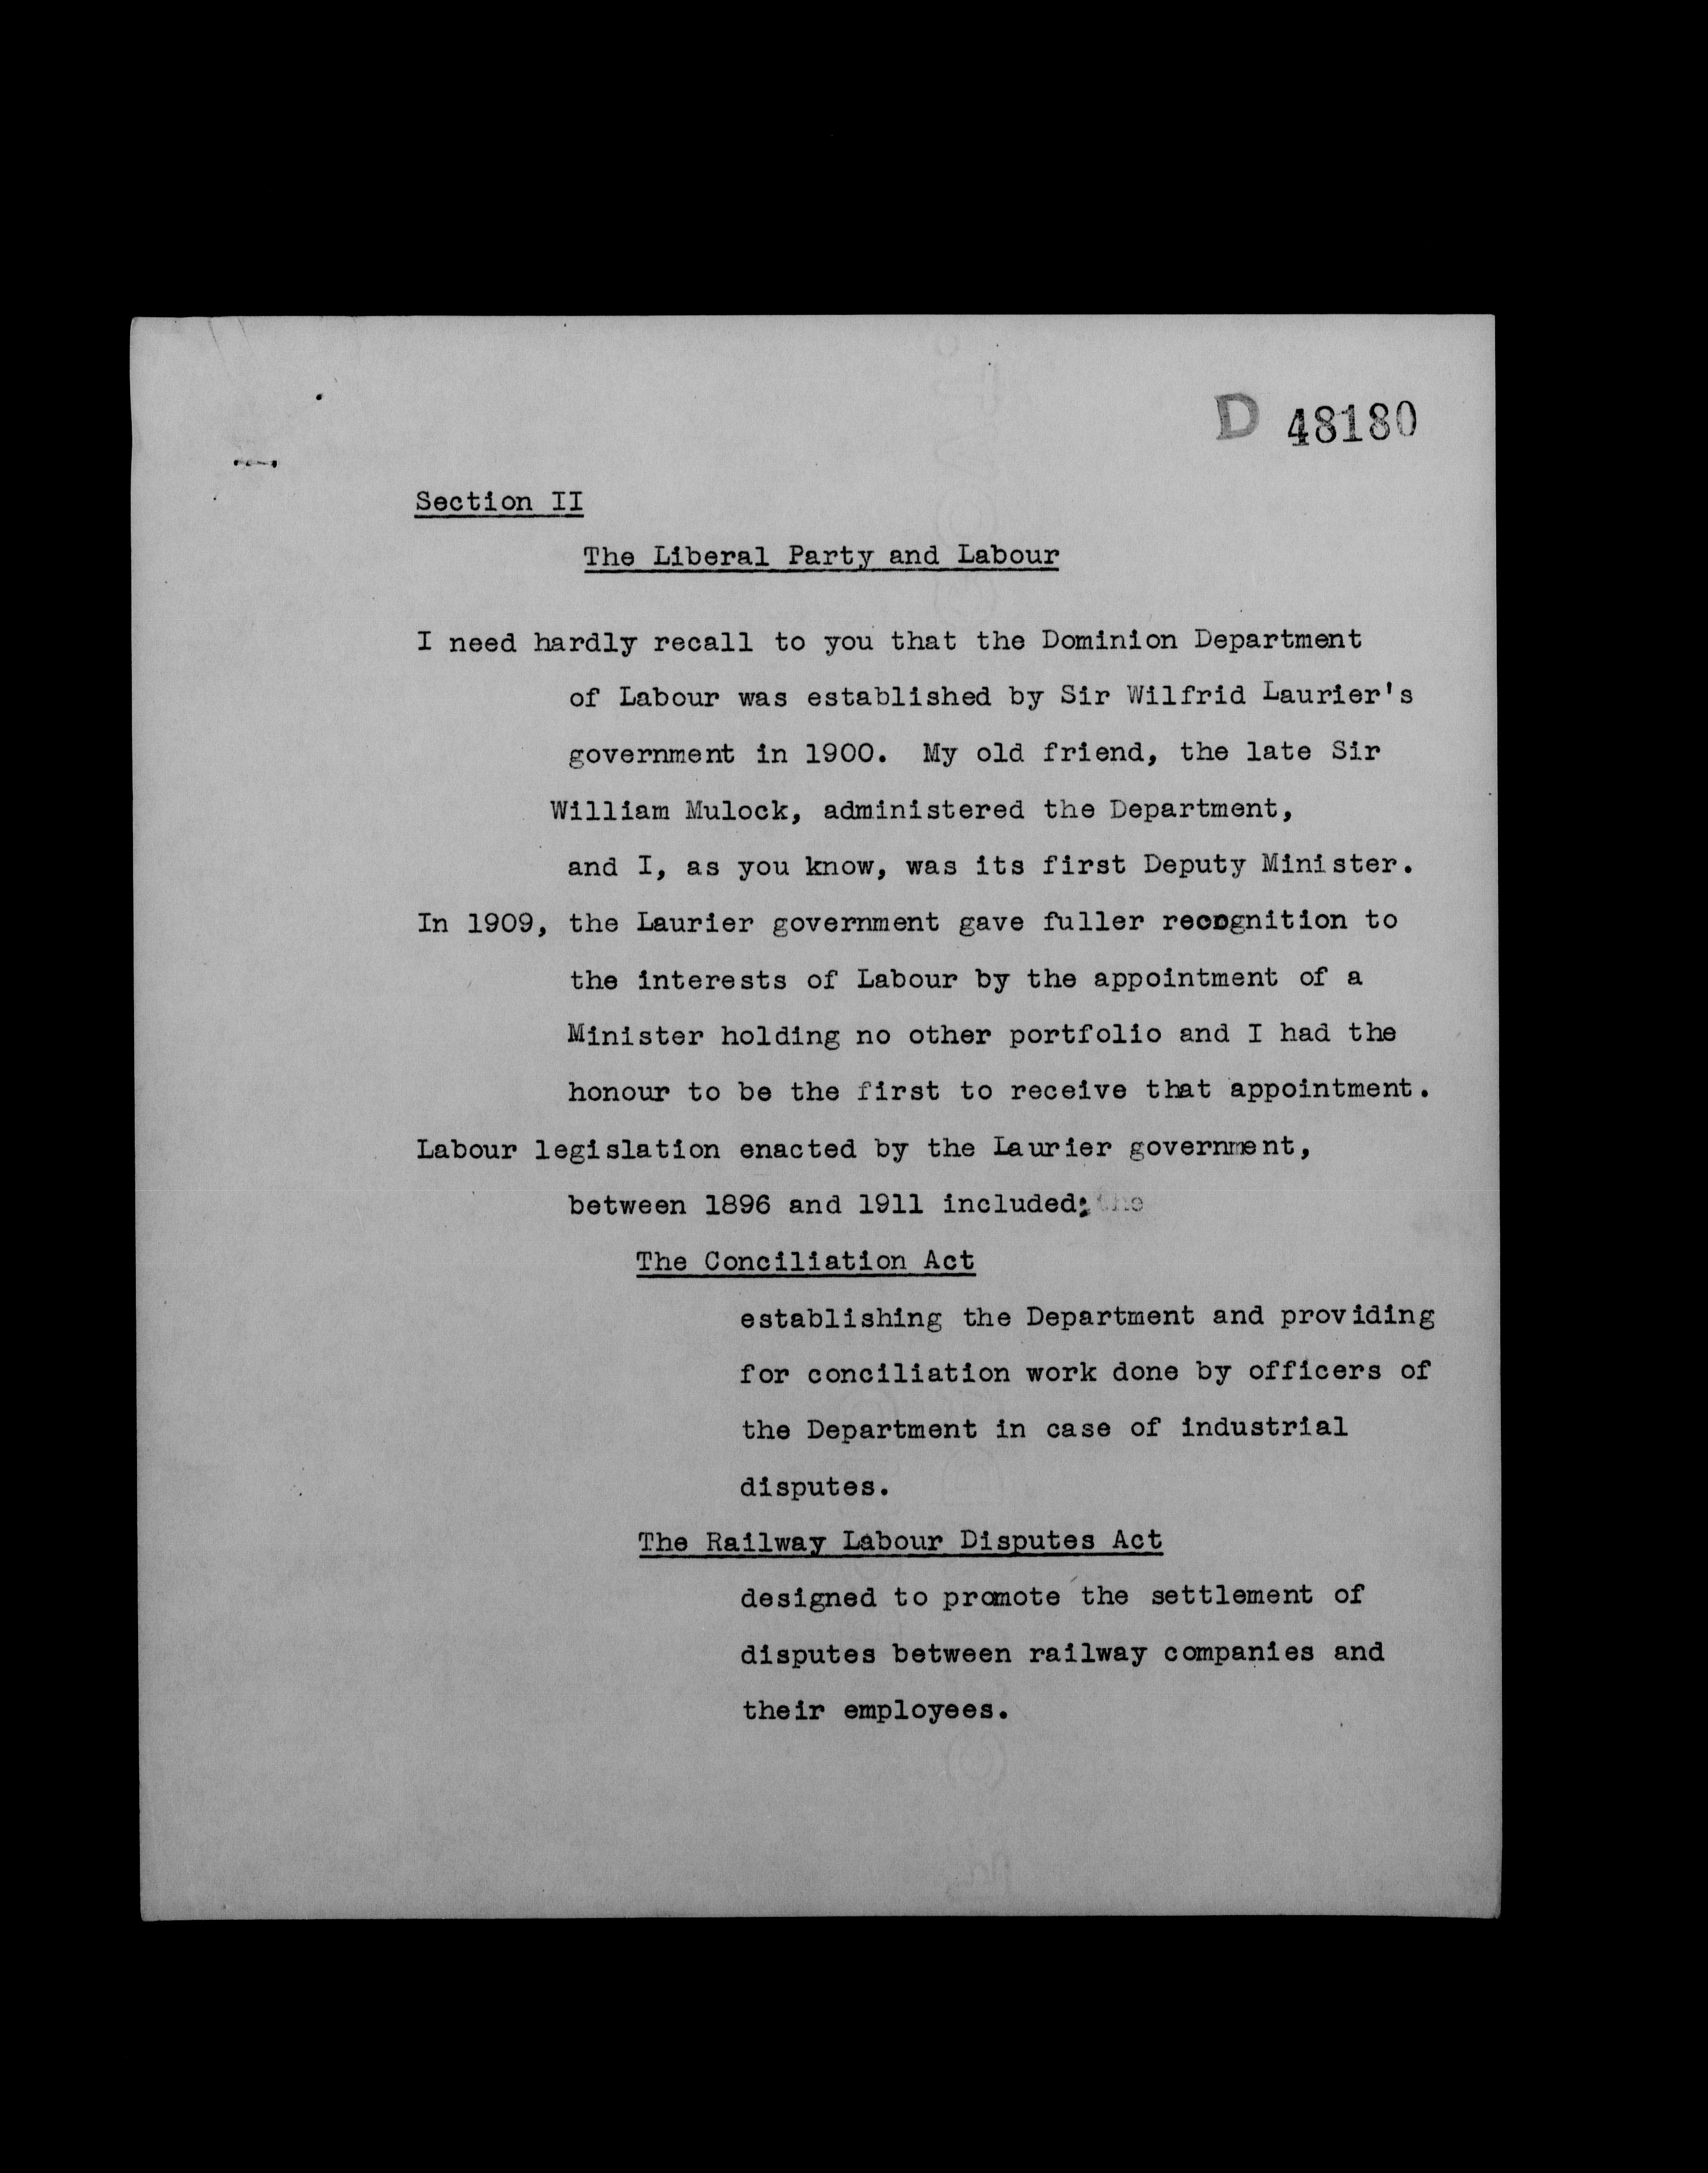 D 48180
Section II
The Liberal Party and Labour
I need hardly recall to you that the Dominion Department
of Labour was established by Sir Wilfrid Laurier's
government in 1900. My old friend, the late Sir
William Mulock, administered the Department,
and I, as you know, was its first Deputy Minister.
In 1909, the Laurier government gave fuller recognition to
the interests of Labour by the appointment of a
Minister holding no other portfolio and I had the
honour to be the first to receive that appointment.
Labour legislation enacted by the Laurier government,
between 1896 and 1911 included: the
The Conciliation Act
establishing the Department and providing
for conciliation work done by officers of
the Department in case of industrial
disputes.
The Railway Labour Disputes Act
designed to promote the settlement of
disputes between railway companies and
their employees.